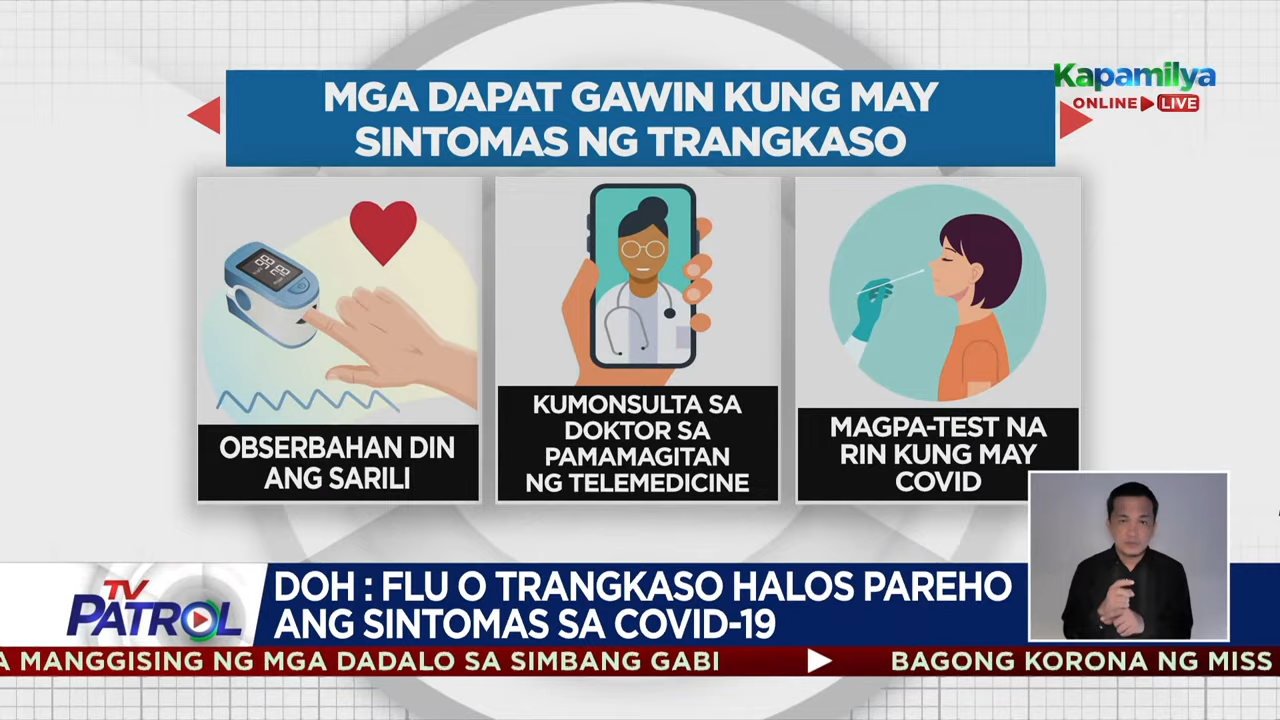 MGA DAPAT GAWIN KUNG MAY
SINTOMAS NG TRANGKASO
Kapamilya
ONLINE LIVE
OBSERBAHAN DIN
ANG SARILI
KUMONSULTA SA
DOKTOR SA
PAMAMAGITAN
NG TELEMEDICINE
MAGPA-TEST NA
RIN KUNG MAY
COVID
TV
PATROL
DOH : FLU O TRANGKASO HALOS PAREHO
ANG SINTOMAS SA COVID-19
A MANGGISING NG MGA DADALO SA SIMBANG GABI BAGONG KORONA NG MISS